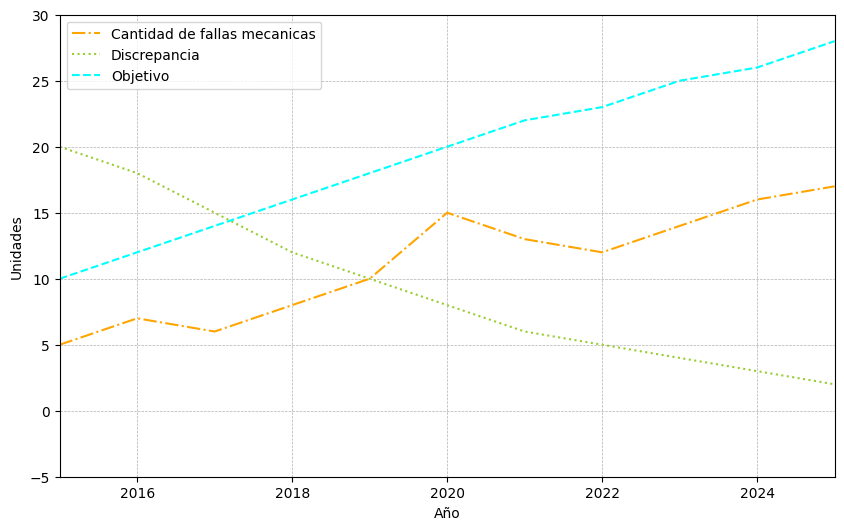 Cantidad de fallas mecanicas
Discrepancia
Objetivo
30
25
20
15
10
5
0
−5
Unidades
2016
2018
2020
2022
2024
Año